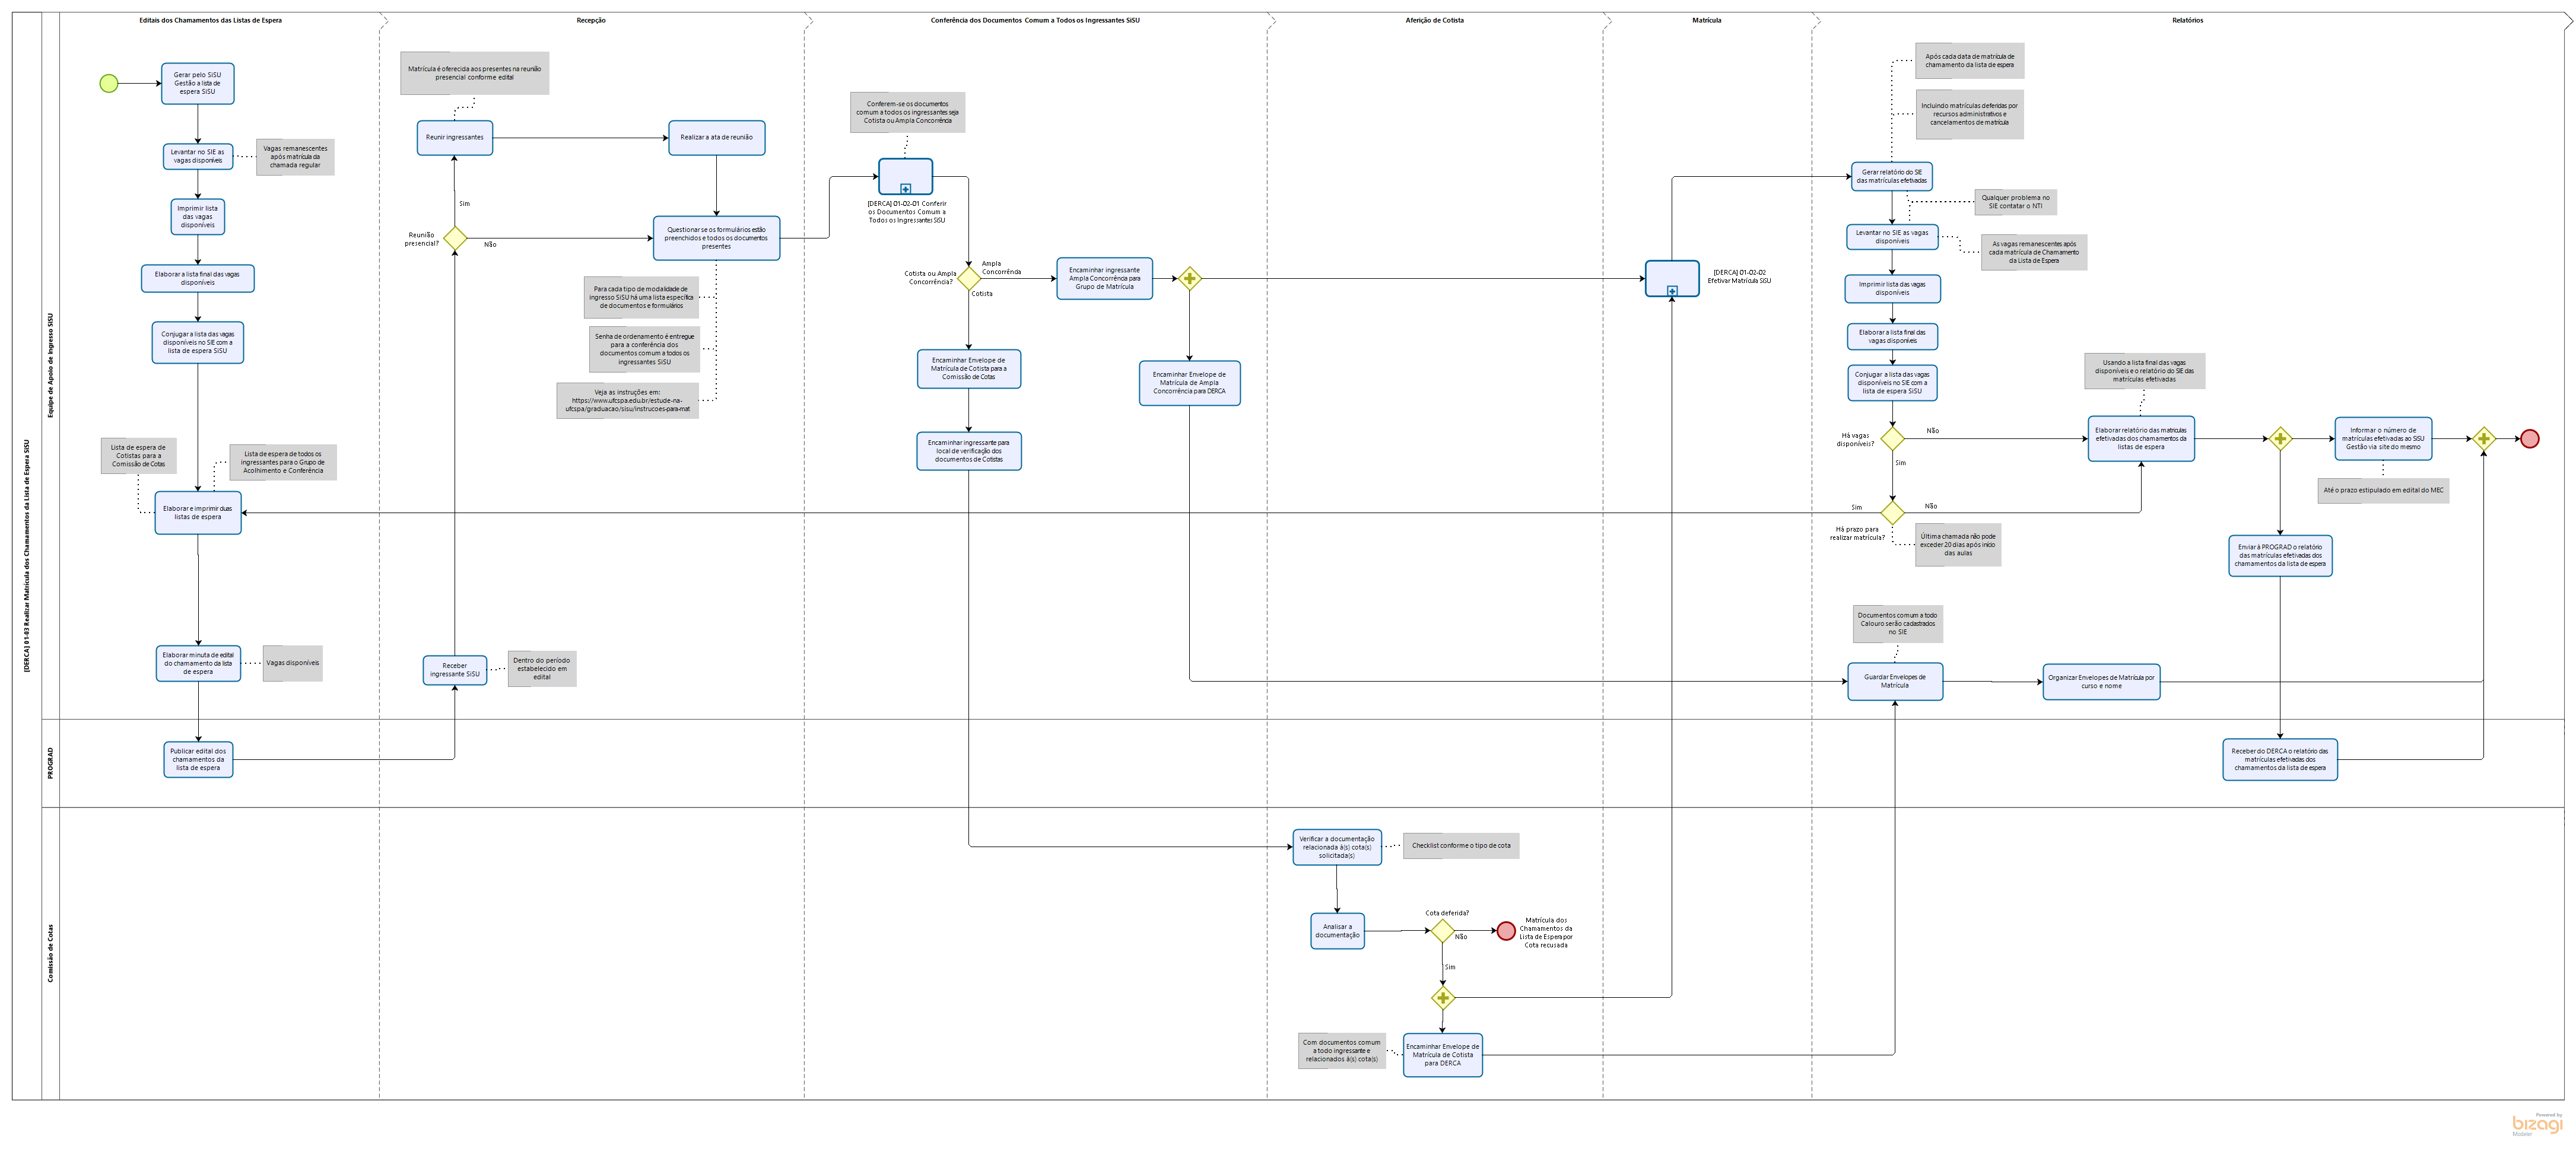 Editais dos Chamamentos das Listas de Espera
Recepção
Conferência dos Documentos Comum a Todos os Ingressantes SiSU
Aferição de Cotista
Matrícula
Relatórios
[DERCA] 01-03 Realizar Matrícula dos Chamamentos da Lista de Espera SiSU
Equipe de Apoio de Ingresso SiSU
PROGRAD
Comissão de Cotas
Gerar pelo SiSU
Gestão a lista de
espera SiSU
Levantar no SIE as
vagas disponíveis
Vagas remanescentes
após matrícula da
chamada regular
Imprimir lista
das vagas
disponíveis
Elaborar a lista final das vagas
disponíveis
Conjugar a lista das vagas
disponíveis no SIE com a
lista de espera SiSU
Lista de espera de
Cotistas para a
Comissão de Cotas
Lista de espera de todos os
ingressantes para o Grupo de
Acolhimento e Conferência
Elaborar e imprimir duas
listas de espera
Elaborar minuta de edital
do chamamento da lista
de espera
Vagas disponíveis
Publicar edital dos
chamamentos da
lista de espera
Matrícula é oferecida aos presentes na reunião
presencial conforme edital
Reunir ingressantes
Realizar a ata de reunião
Sim
Reunião
presencial?
Não
Questionar se os formulários estão
preenchidos e todos os documentos
presentes
Para cada tipo de modalidade de
ingresso SiSU há uma lista específica
de documentos e formulários
Senha de ordenamento é entregue
para a conferência dos
documentos comum a todos os
ingressantes SiSU
Veja as instruções em:
https://www.ufcspa.edu.br/estude-na-
ufcspa/graduacao/sisu/instrucoes-para-mat
Receber
ingressante SiSU
Dentro do período
estabelecido em
edital
Conferem-se os documentos
comum a todos os ingressantes seja
Cotista ou Ampla Concorrência
[DERCA] 01-02-01 Conferir
os Documentos Comum a
Todos os Ingressantes SiSU
Cotista ou Ampla
Concorrência?
Ampla
Concorrência
Cotista
Encaminhar ingressante
Ampla Concorrência para
Grupo de Matrícula
Encaminhar Envelope de
Matrícula de Cotista para a
Comissão de Cotas
Encaminhar Envelope de
Matrícula de Ampla
Concorrência para DERCA
Encaminhar ingressante para
local de verificação dos
documentos de Cotistas
Verificar a documentação
relacionada à(s) cota(s)
solicitada(s)
Checklist conforme o tipo de cota
Analisar a
documentação
Cota deferida?
Não
Matrícula dos
Chamamentos da
Lista de Espera por
Cota recusada
Sim
Com documentos comum
a todo ingressante e
relacionados à(s) cota(s)
Encaminhar Envelope de
Matrícula de Cotista
para DERCA
[DERCA] 01-02-02
Efetivar Matrícula SiSU
Após cada data de matrícula de
chamamento da lista de espera
Incluindo matrículas deferidas por
recursos administrativos e
cancelamentos de matrícula
Gerar relatório do SIE
das matrículas efetivadas
Qualquer problema no
SIE contatar o NTI
Levantar no SIE as vagas
disponíveis
As vagas remanescentes após
cada matrícula de Chamamento
da Lista de Espera
Imprimir lista das vagas
disponíveis
Elaborar a lista final das
vagas disponíveis
Conjugar a lista das vagas
disponíveis no SIE com a
lista de espera SiSU
Há vagas
disponíveis?
Não
Sim
Usando a lista final das vagas
disponíveis e o relatório do SIE das
matrículas efetivadas
Elaborar relatório das matrículas
efetivadas dos chamamentos da
listas de espera
Informar o número de
matrículas efetivadas ao SiSU
Gestão via site do mesmo
Até o prazo estipulado em edital do MEC
Sim
Não
Há prazo para
realizar matrícula?
Última chamada não pode
exceder 20 dias após início
das aulas
Enviar à PROGRAD o relatório
das matrículas efetivadas dos
chamamentos da lista de espera
Documentos comum a todo
Calouro serão cadastrados
no SIE
Guardar Envelopes de
Matrícula
Organizar Envelopes de Matrícula por
curso e nome
Receber do DERCA o relatório das
matrículas efetivadas dos
chamamentos da lista de espera
Powered by
bizagi
Modeler